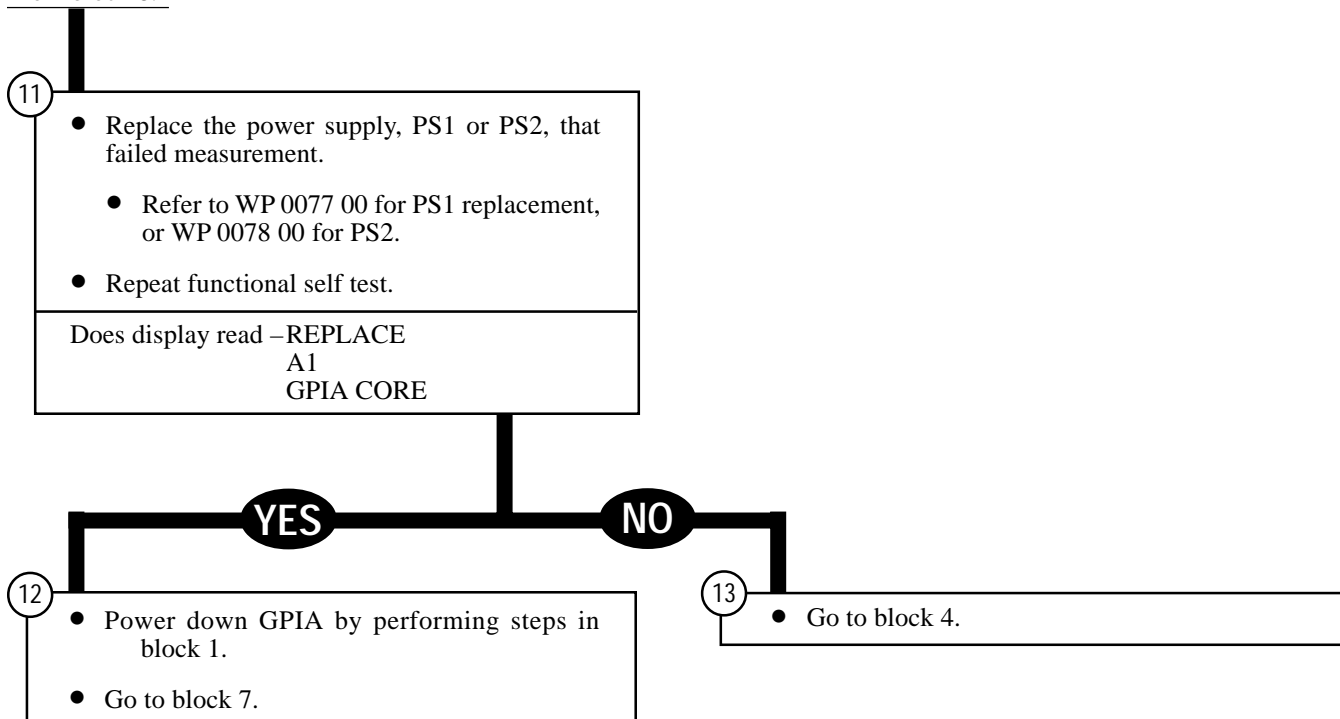 11
● Replace the power supply, PS1 or PS2, that
failed measurement.
● Refer to WP 0077 00 for PS1 replacement,
or WP 0078 00 for PS2.
● Repeat functional self test.
Does display read –REPLACE
A1
GPIA CORE
YES
NO
12
● Power down GPIA by performing steps in
block 1.
● Go to block 7.
13
● Go to block 4.